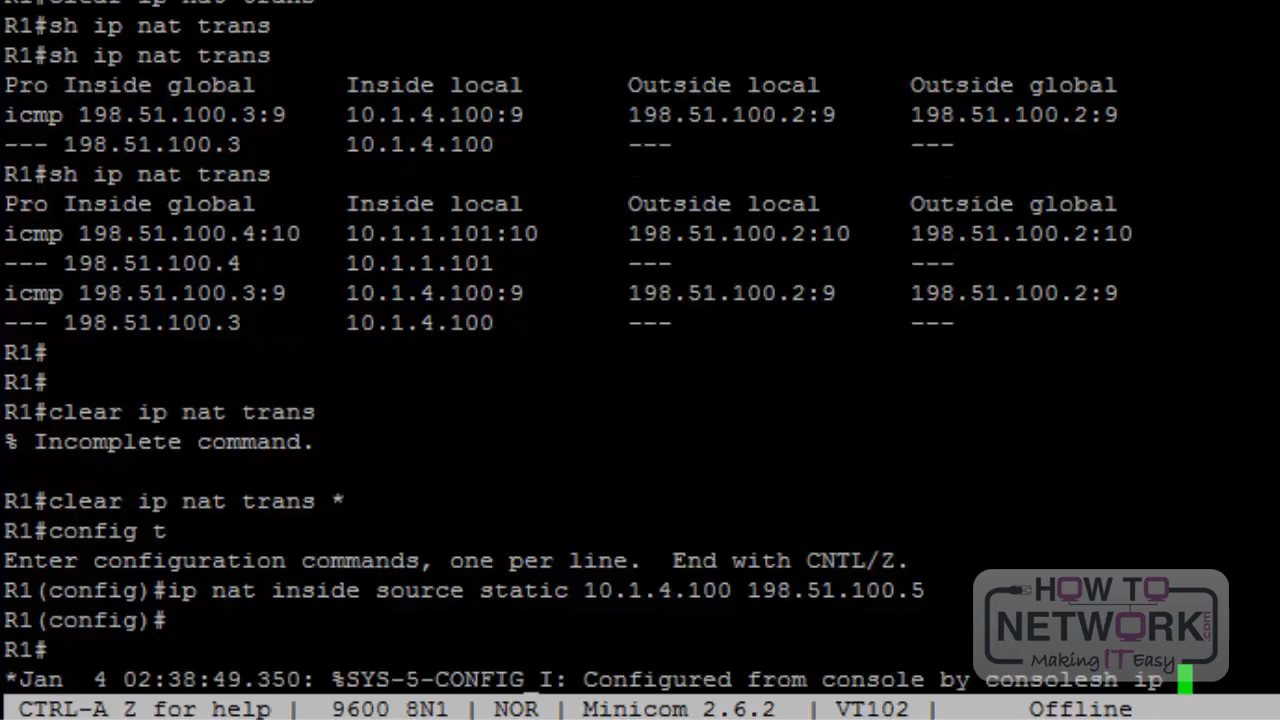 R1#clear ip nat trans
R1#sh ip nat trans
R1#sh ip nat trans
Pro Inside global Inside local Outside local Outside global
icmp 198.51.100.3:9 10.1.4.100:9 198.51.100.2:9 198.51.100.2:9
--- 198.51.100.3 10.1.4.100 --- ---
R1#sh ip nat trans
Pro Inside global Inside local Outside local Outside global
icmp 198.51.100.4:10 10.1.1.101:10 198.51.100.2:10 198.51.100.2:10
--- 198.51.100.4 10.1.1.101 --- ---
icmp 198.51.100.3:9 10.1.4.100:9 198.51.100.2:9 198.51.100.2:9
--- 198.51.100.3 10.1.4.100 --- ---
R1#
R1#
R1#clear ip nat trans
% Incomplete command.
R1#clear ip nat trans *
R1#config t
Enter configuration commands, one per line. End with CNTL/Z.
R1(config)#ip nat inside source static 10.1.4.100 198.51.100.5
R1(config)#
R1#
*Jan 4 02:38:49.350: %SYS-5-CONFIG_I: Configured from console by consolesh ip
CTRL-A Z for help | 9600 8N1 | NOR | Minicom 2.6.2 | VT102 | Offline
HOW TO
NETWORK.com
Making IT Easy